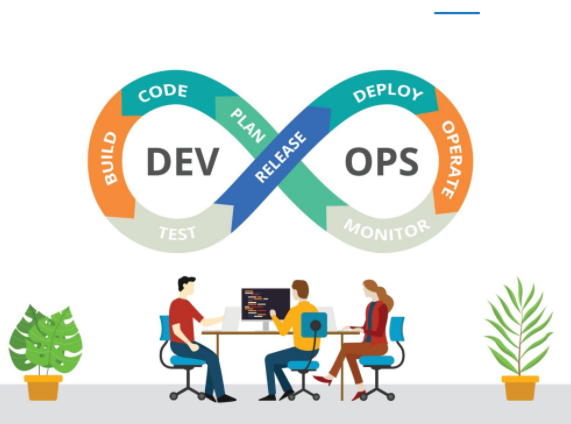 CODE
PLAN
BUILD
DEV
TEST
RELEASE
DEPLOY
OPS
OPERATE
MONITOR